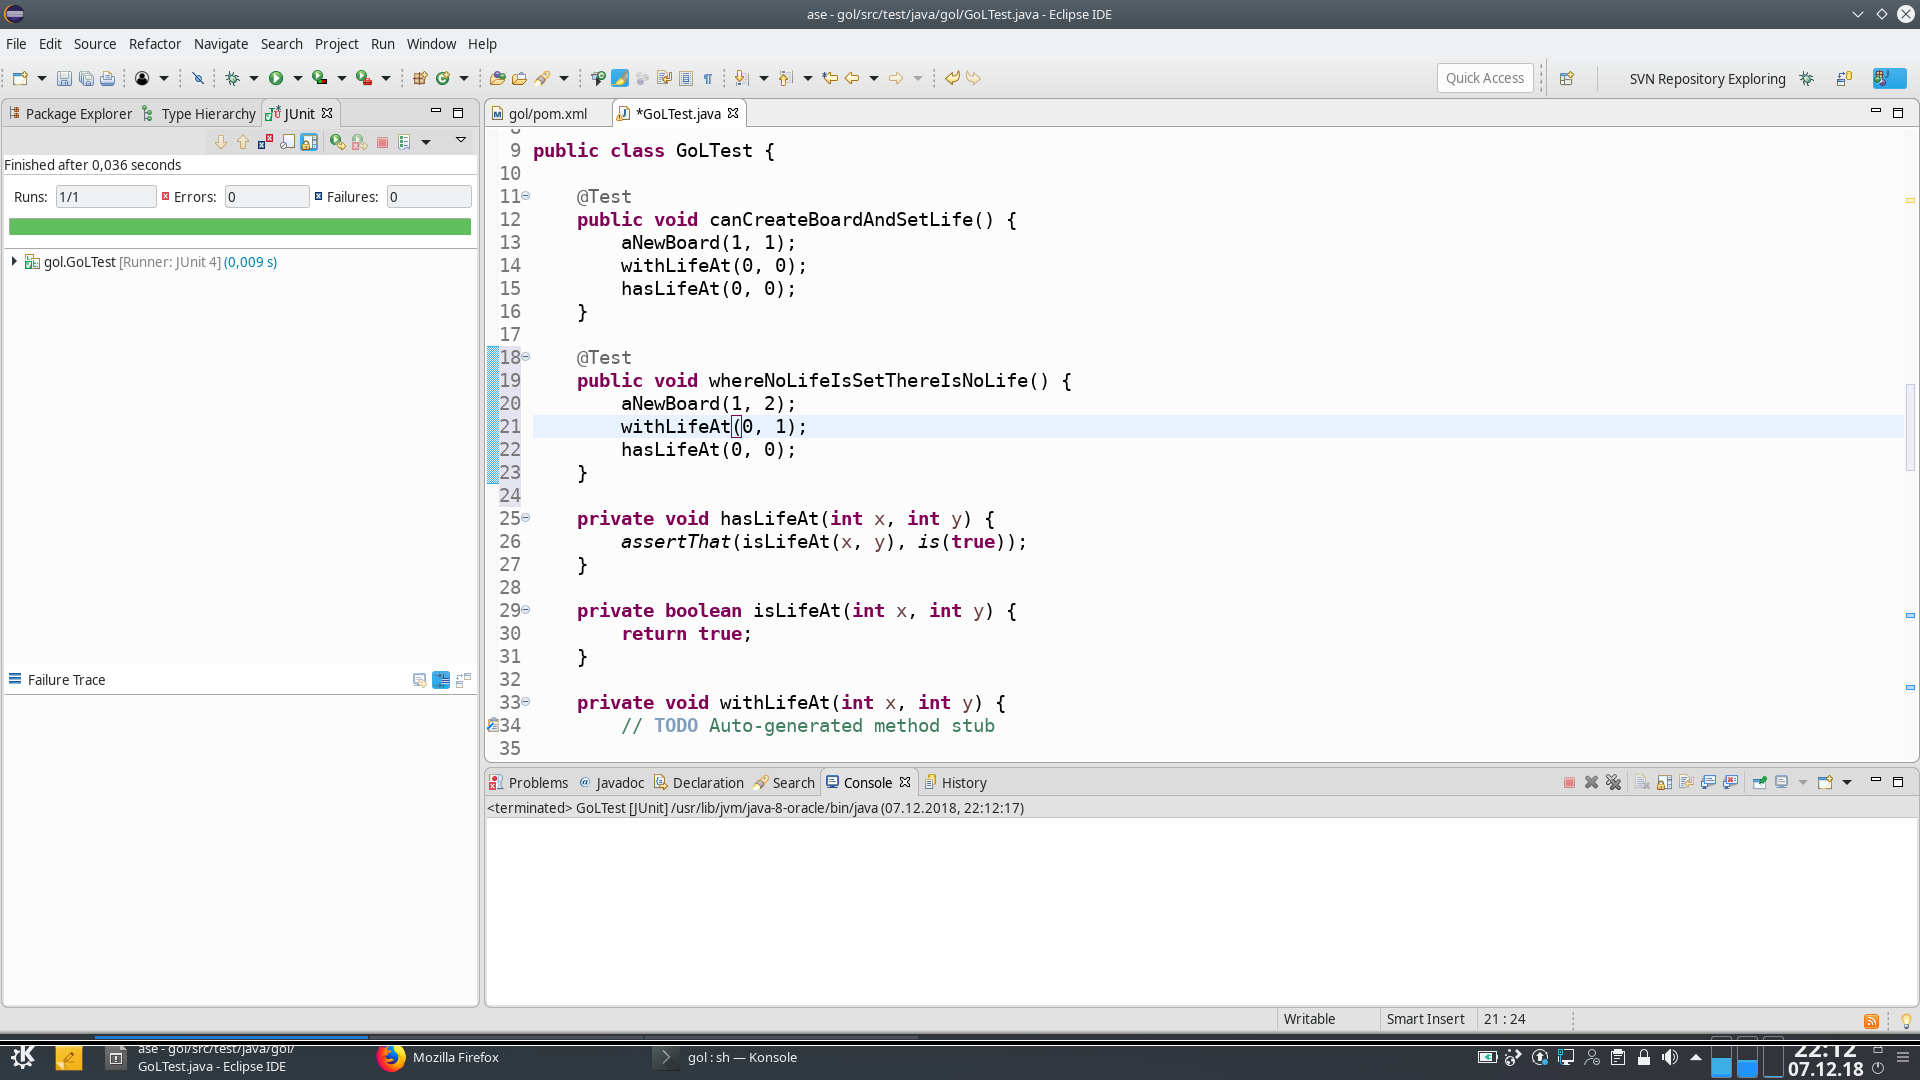 ase - gol/src/test/java/gol/GoLTest.java - Eclipse IDE
File Edit Source Refactor Navigate Search Project Run Window Help
Quick Access
SVN Repository Exploring
Package Explorer Type Hierarchy JUnit
gol/pom.xml *GoLTest.java
Finished after 0,036 seconds
Runs: 1/1 Errors: 0 Failures: 0
gol.GoLTest [Runner: JUnit 4] (0,009 s)
Failure Trace
9 public class GoLTest {
10
11 @Test
12 public void canCreateBoardAndSetLife() {
13 aNewBoard(1, 1);
14 withLifeAt(0, 0);
15 hasLifeAt(0, 0);
16 }
17
18 @Test
19 public void whereNoLifeIsSetThereIsNoLife() {
20 aNewBoard(1, 2);
21 withLifeAt(0, 1);
22 hasLifeAt(0, 0);
23 }
24
25 private void hasLifeAt(int x, int y) {
26 assertThat(isLifeAt(x, y), is(true));
27 }
28
29 private boolean isLifeAt(int x, int y) {
30 return true;
31 }
32
33 private void withLifeAt(int x, int y) {
34 // TODO Auto-generated method stub
35
Problems @ Javadoc Declaration Search Console History
<terminated> GoLTest [JUnit] /usr/lib/jvm/java-8-oracle/bin/java (07.12.2018, 22:12:17)
Writable Smart Insert 21 : 24
ase - gol/src/test/java/gol/
GoLTest.java - Eclipse IDE
Mozilla Firefox
gol : sh — Konsole
22:12
07.12.18